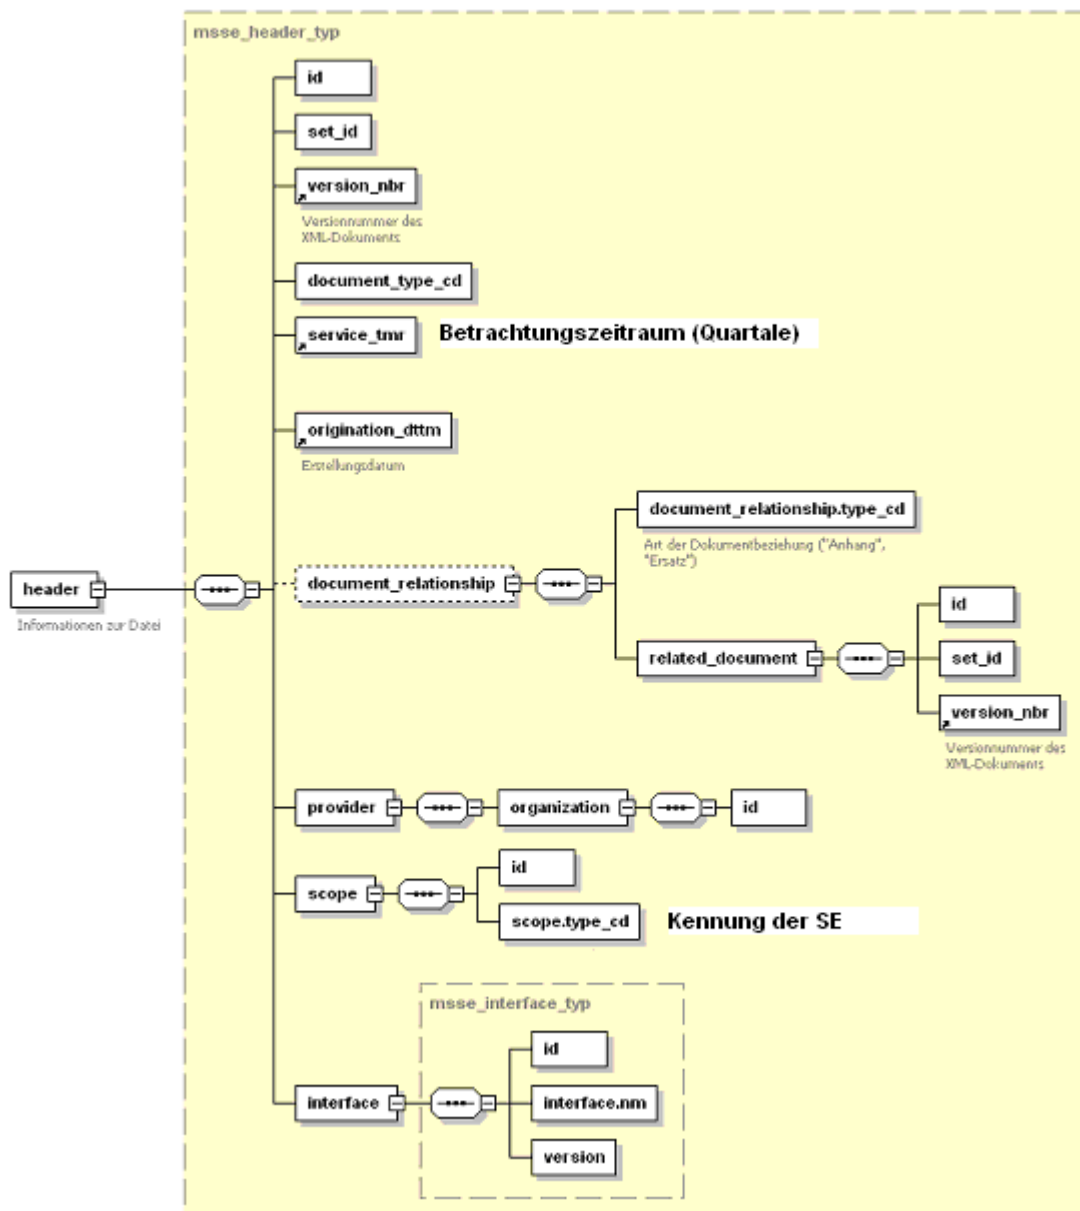 msse_header_typ
id
set_id
version_nbr
Versionnummer des
XML-Dokuments
document_type_cd
service_tmr
Betrachtungszeitraum (Quartale)
origination_dttm
Erstellungsdatum
document_relationship
document_relationship.type_cd
Art der Dokumentbeziehung ("Anhang",
"Ersatz")
header
Informationen zur Datei
related_document
id
set_id
version_nbr
Versionnummer des
XML-Dokuments
provider
organization
id
scope
id
scope.type_cd
Kennung der SE
msse_interface_typ
interface
id
interface.nm
version